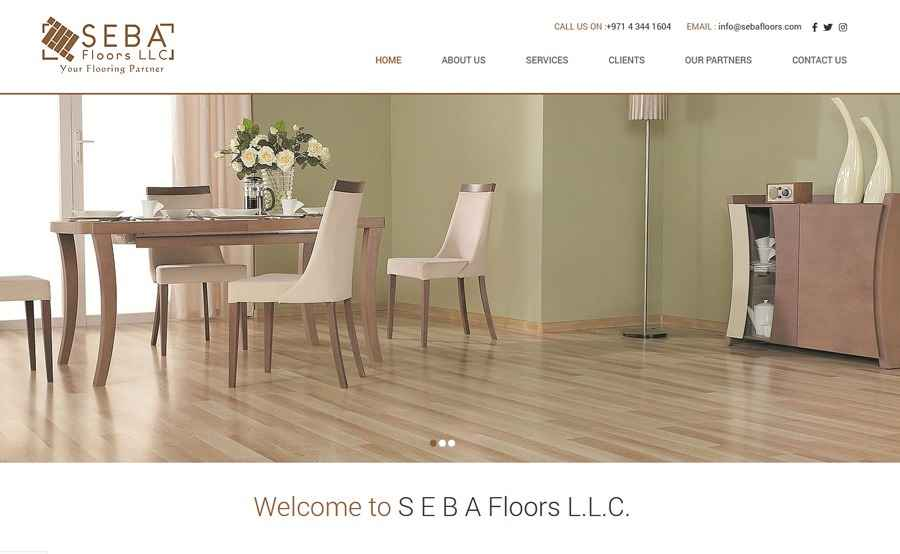 SEBA
Floors LLC
Your Flooring Partner
CALL US ON :+971 4 344 1604
EMAIL : info@sebafloors.com
HOME
ABOUT US
SERVICES
CLIENTS
OUR PARTNERS
CONTACT US
Welcome to S E B A Floors L.L.C.